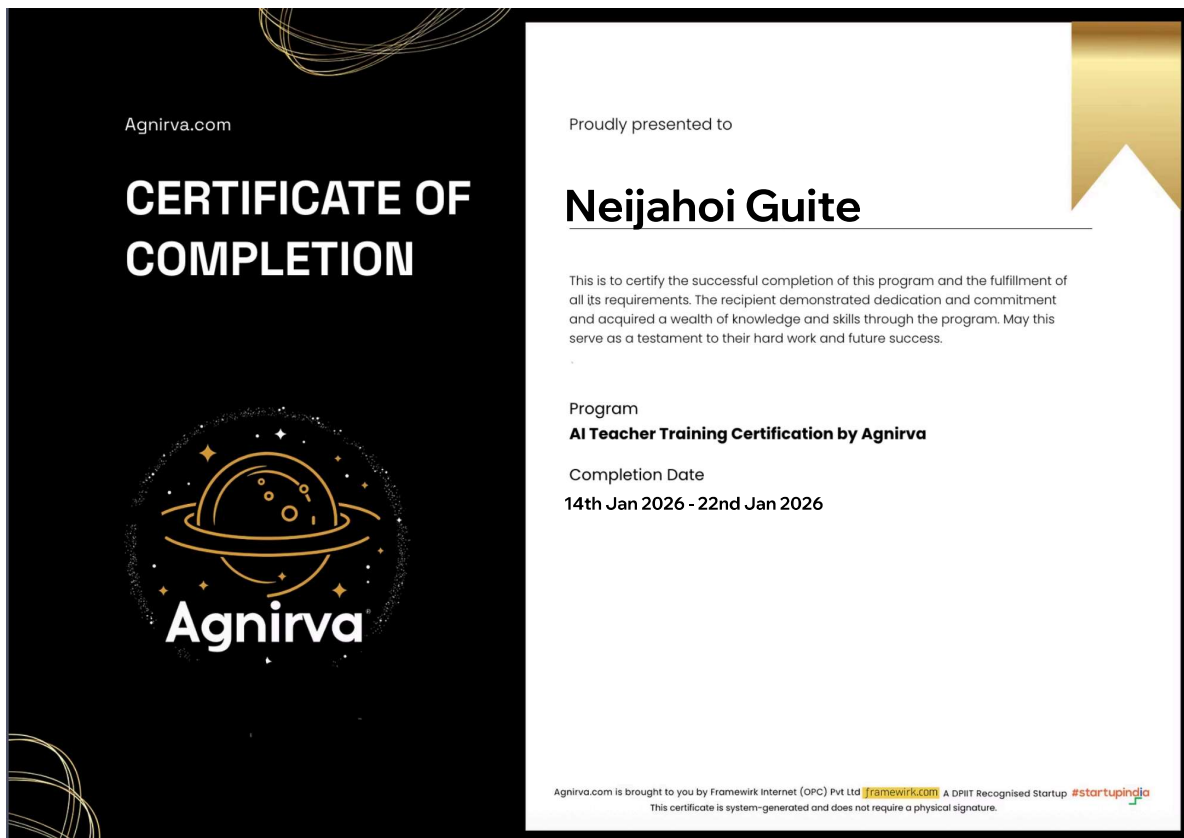 Agnirva.com
CERTIFICATE OF
COMPLETION
Agnirva
Proudly presented to
Neijahoi Guite
This is to certify the successful completion of this program and the fulfillment of
all its requirements. The recipient demonstrated dedication and commitment
and acquired a wealth of knowledge and skills through the program. May this
serve as a testament to their hard work and future success.
Program
AI Teacher Training Certification by Agnirva
Completion Date
14th Jan 2026 - 22nd Jan 2026
Agnirva.com is brought to you by Framewirk Internet (OPC) Pvt Ltd framewirk.com A DPIIT Recognised Startup #startupindia
This certificate is system-generated and does not require a physical signature.